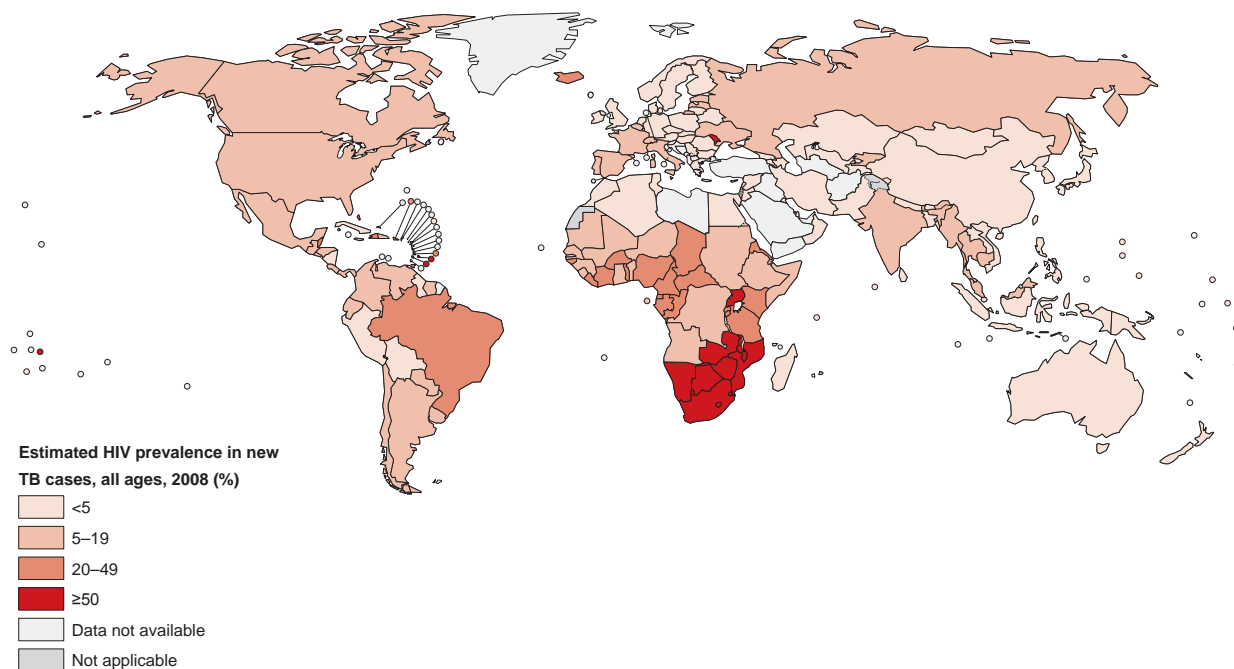 Estimated HIV prevalence in new
TB cases, all ages, 2008 (%)
<5
5–19
20–49
≥50
Data not available
Not applicable